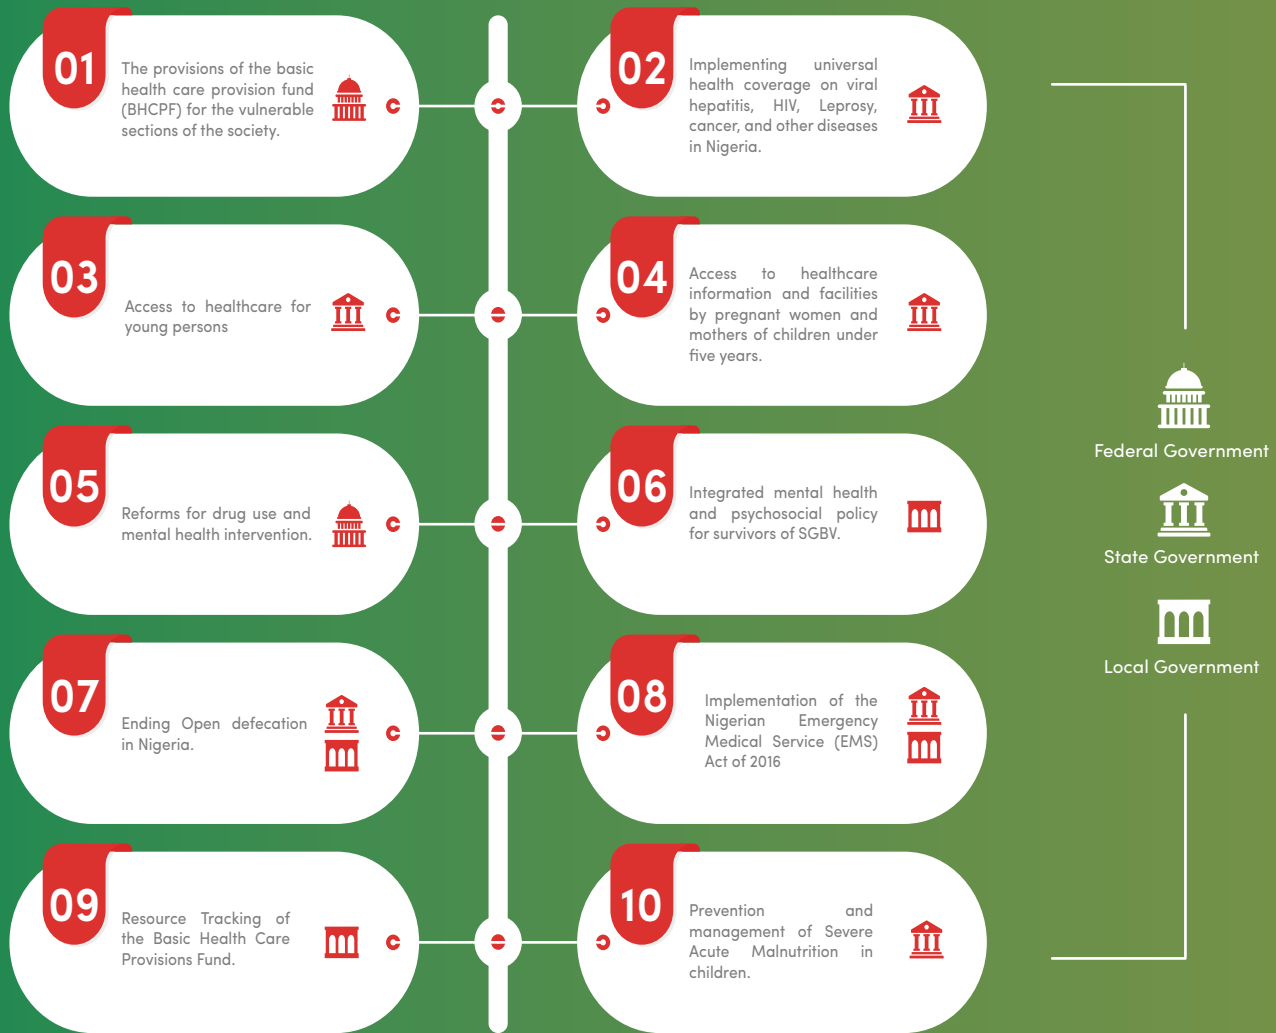 01
The provisions of the basic
health care provision fund
(BHCPF) for the vulnerable
sections of the society.
02
Implementing universal
health coverage on viral
hepatitis, HIV, Leprosy,
cancer, and other diseases
in Nigeria.
03
Access to healthcare for
young persons
04
Access to healthcare
information and facilities
by pregnant women and
mothers of children under
five years.
05
Reforms for drug use and
mental health intervention.
06
Integrated mental health
and psychosocial policy
for survivors of SGBV.
07
Ending Open defecation
in Nigeria.
08
Implementation of the
Nigerian Emergency
Medical Service (EMS)
Act of 2016
09
Resource Tracking of
the Basic Health Care
Provisions Fund.
10
Prevention and
management of Severe
Acute Malnutrition in
children.
Federal Government
State Government
Local Government